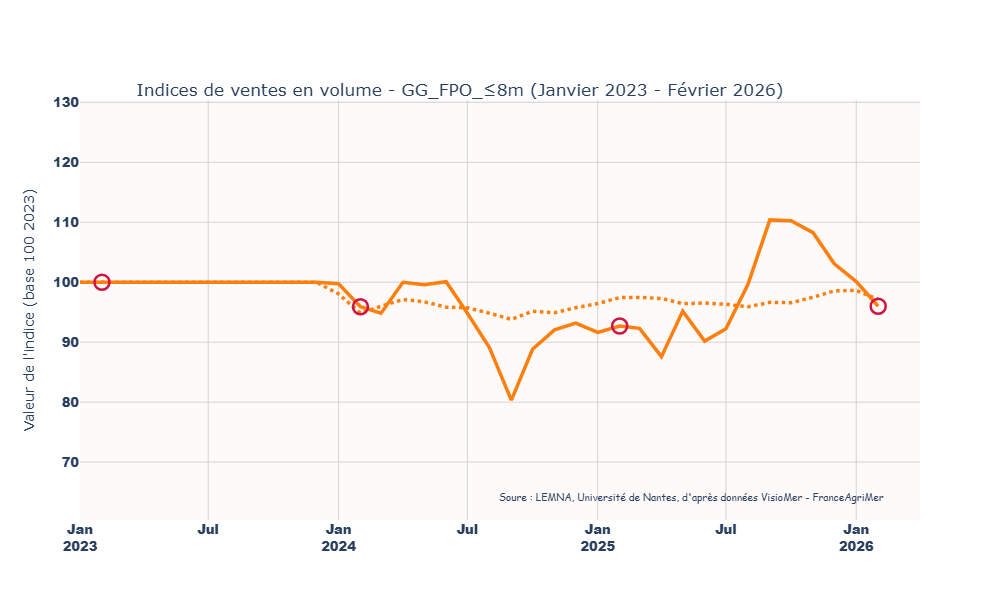 Indices de ventes en volume - GG_FPO_≤8m (Janvier 2023 - Février 2026)
Valeur de l'indice (base 100 2023)
130
120
110
100
90
80
70
Soure : LEMNA, Université de Nantes, d'après données VisioMer - FranceAgriMer
Jan Jul Jan Jul Jan Jul Jan
2023 2024 2025 2026